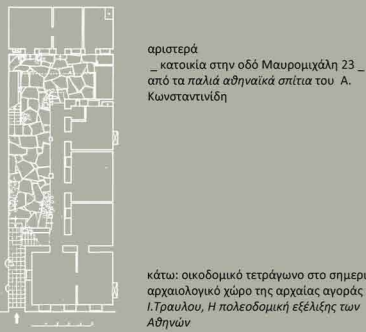 αριστερά
_ κατοικία στην οδό Μαυρομιχάλη 23 _
από τα παλιά αθηναϊκά σπίτια του Α.
Κωνσταντινίδη
κάτω: οικοδομικό τετράγωνο στο σημερι
αρχαιολογικό χώρο της αρχαίας αγοράς
Ι.Τραυλου, Η πολεοδομική εξέλιξης των
Αθηνών